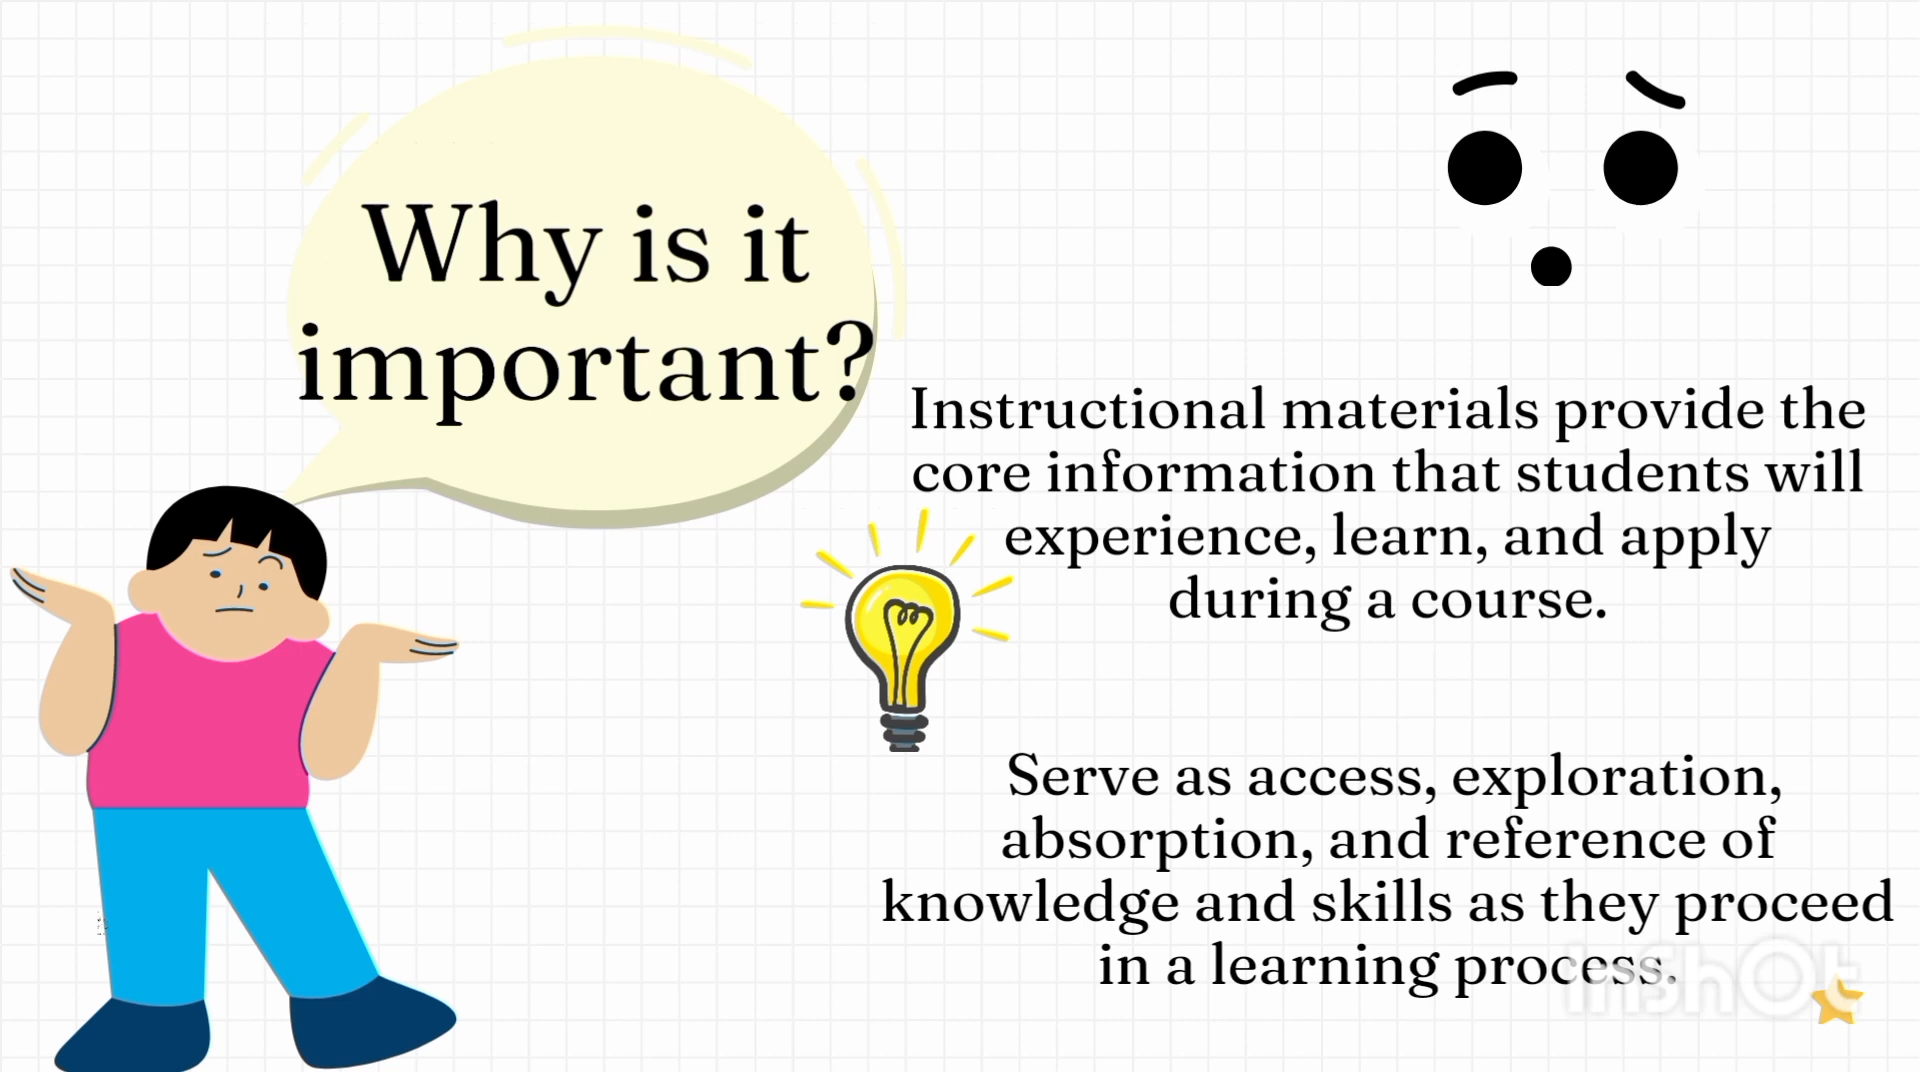 Why is it
important?
Instructional materials provide the
core information that students will
experience, learn, and apply
during a course.
Serve as access, exploration,
absorption, and reference of
knowledge and skills as they proceed
in a learning process.
InShOt